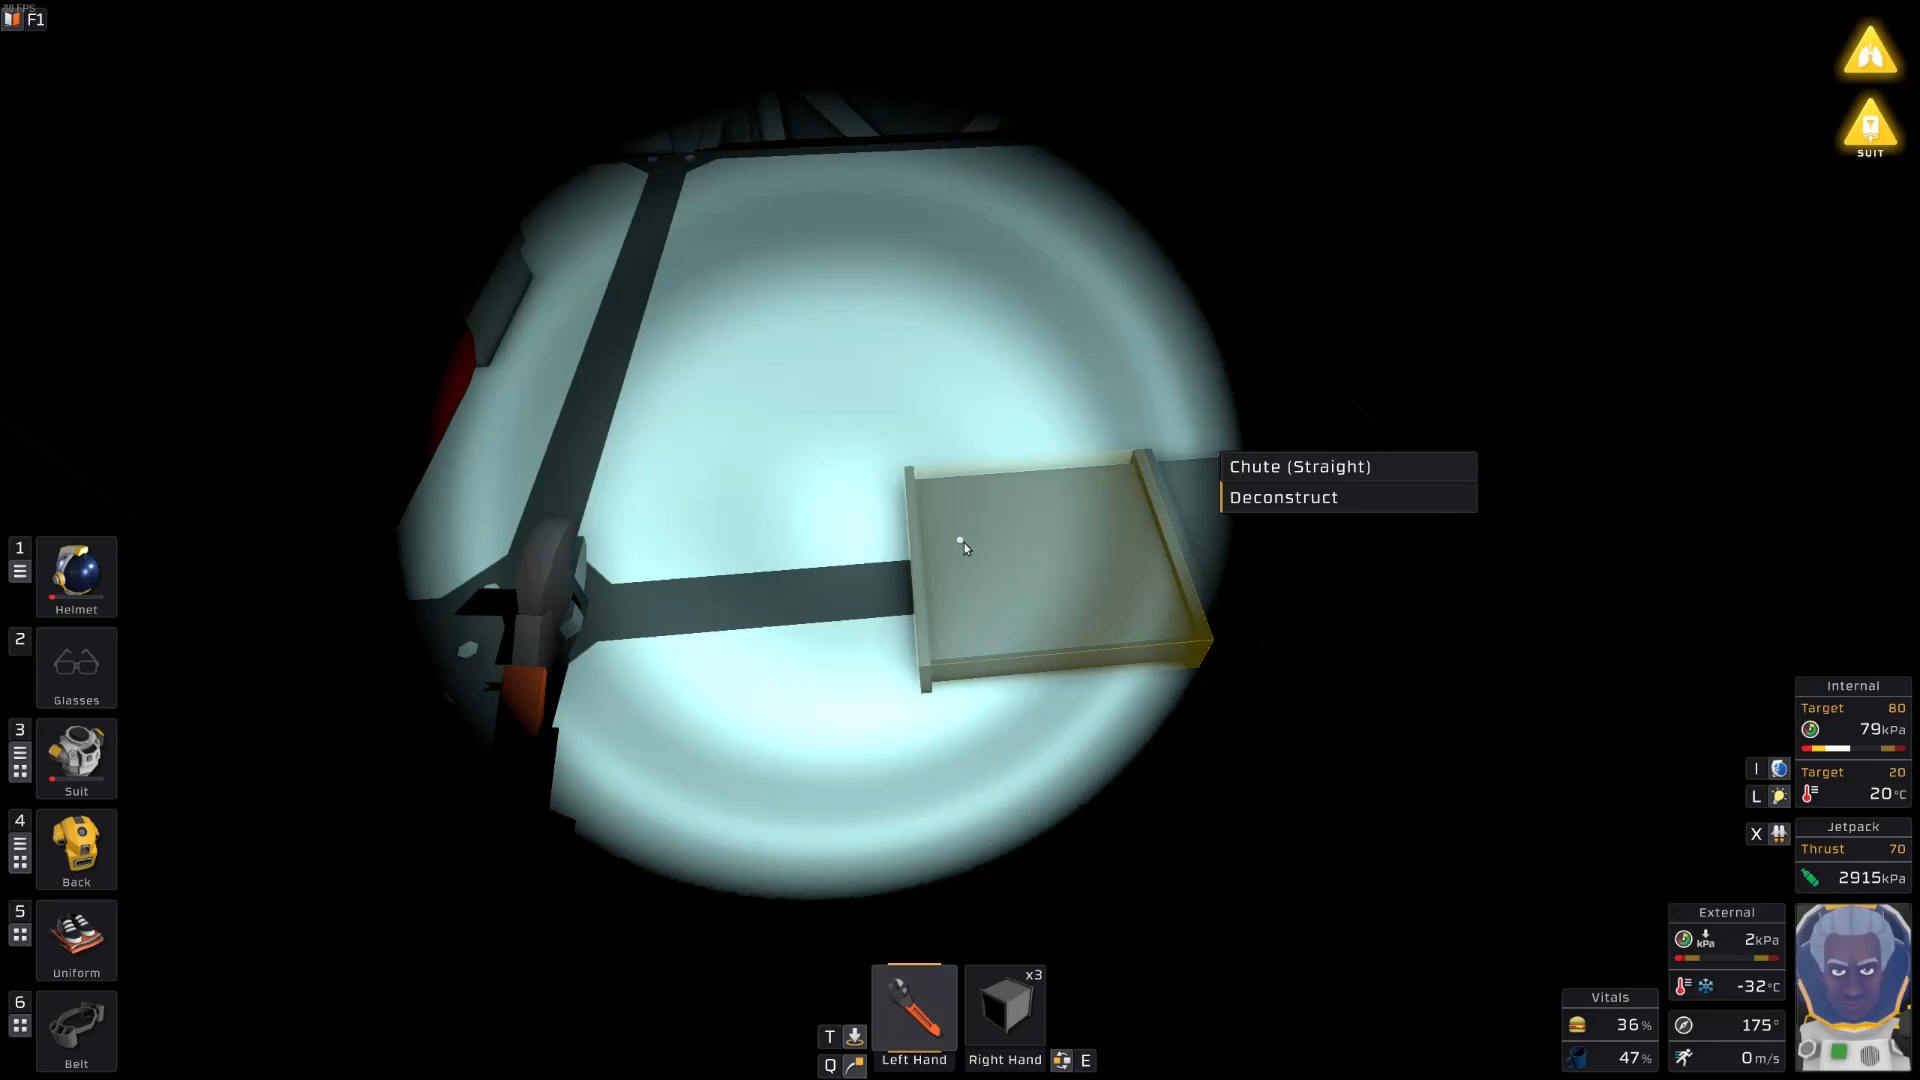 88 FPS
F1
SUIT
Chute (Straight)
Deconstruct
1
Helmet
2
Glasses
3
Suit
4
Back
5
Uniform
6
Belt
T
Q
Left Hand
x3
Right Hand
E
Internal
Target 80
79kPa
Target 20
20°C
I
L
X
Jetpack
Thrust 70
2915kPa
External
kPa
2kPa
-32°C
175°
0m/s
Vitals
36%
47%